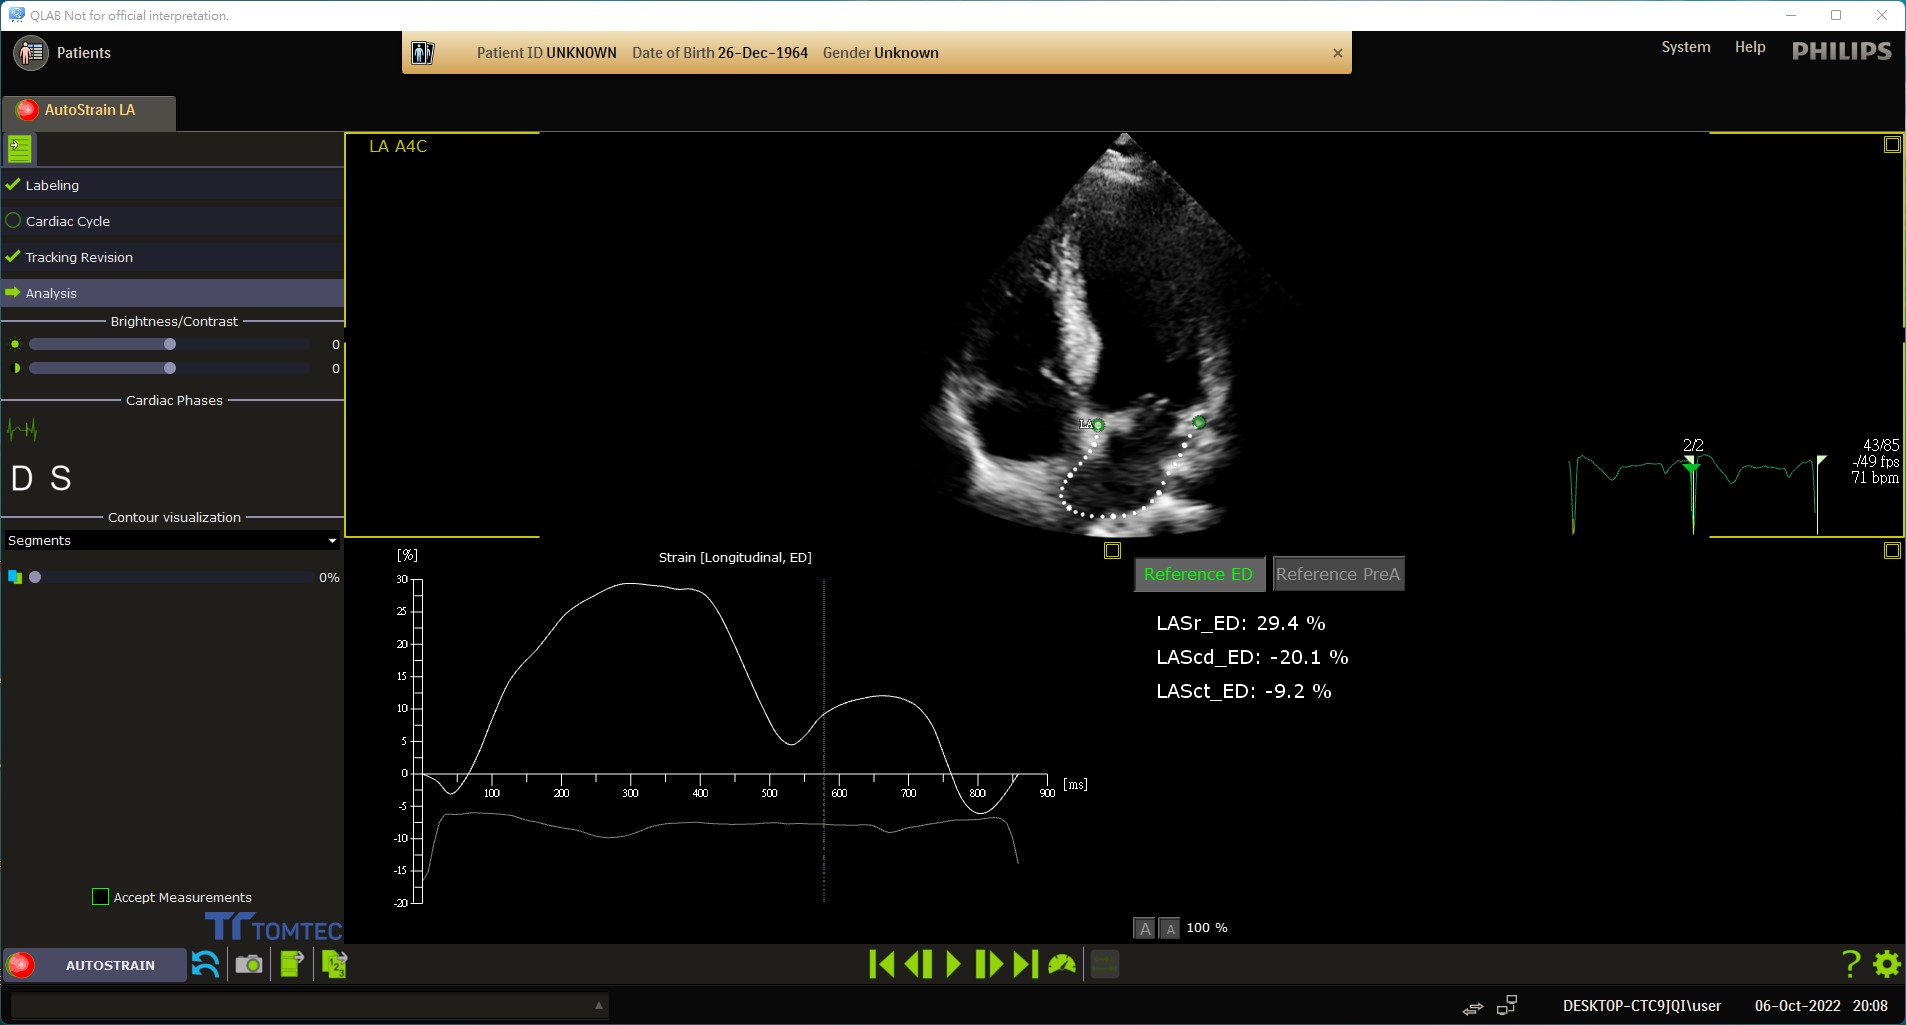 QLAB Not for official interpretation.
Patients
Patient ID UNKNOWN Date of Birth 26-Dec-1964 Gender Unknown
System Help PHILIPS
AutoStrain LA
Labeling
Cardiac Cycle
Tracking Revision
Analysis
Brightness/Contrast
0
0
Cardiac Phases
D S
Contour visualization
Segments
0%
Accept Measurements
TOMTEC
AUTOSTRAIN
LA A4C
LA
2/2
43/85
-/49 fps
71 bpm
[%]
Strain [Longitudinal, ED]
30
25
20
15
10
5
0
-5
-10
-15
-20
100 200 300 400 500 600 700 800 900 [ms]
Reference ED Reference PreA
LASr_ED: 29.4 %
LAScd_ED: -20.1 %
LASct_ED: -9.2 %
A A 100 %
1 2 3
?
DESKTOP-CTC9JQI\user 06-Oct-2022 20:08